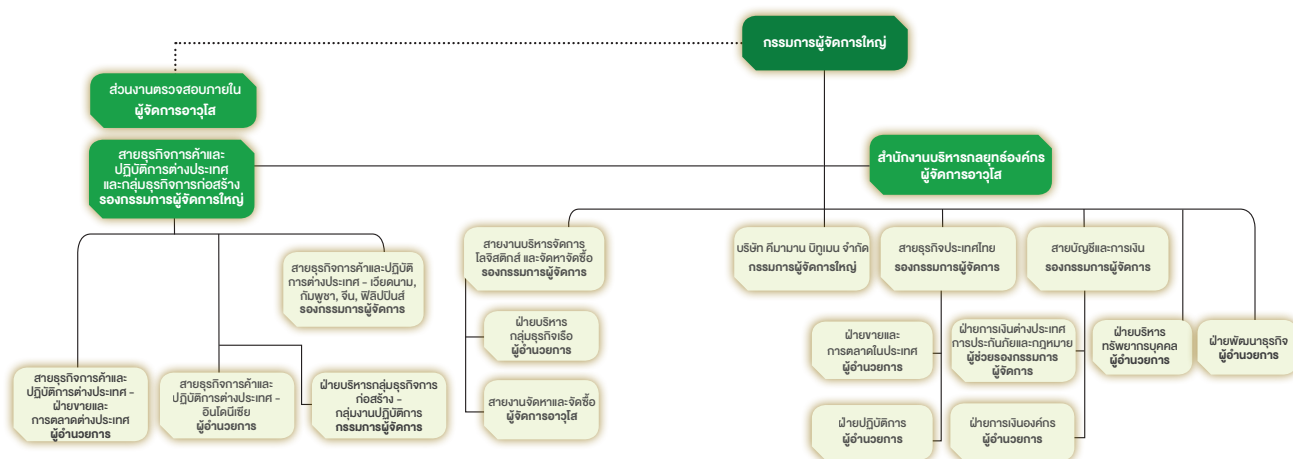 กรรมการผู้จัดการใหญ่
ส่วนงานตรวจสอบภายใน
ผู้จัดการอาวุโส
สายธุรกิจการค้าและ
ปฏิบัติการต่างประเทศ
และกลุ่มธุรกิจการก่อสร้าง
รองกรรมการผู้จัดการใหญ่
สำนักงานบริหารกลยุทธ์องค์กร
ผู้จัดการอาวุโส
สายธุรกิจการค้าและปฏิบัติ
การต่างประเทศ - เวียดนาม,
กัมพูชา, จีน, ฟิลิปปินส์
รองกรรมการผู้จัดการ
สายงานบริหารจัดการ
โลจิสติกส์ และจัดหาจัดซื้อ
รองกรรมการผู้จัดการ
บริษัท คีมามาน บิทูเมน จำกัด
กรรมการผู้จัดการใหญ่
สายธุรกิจประเทศไทย
รองกรรมการผู้จัดการ
สายบัญชีและการเงิน
รองกรรมการผู้จัดการ
ฝ่ายบริหาร
กลุ่มธุรกิจเรือ
ผู้อำนวยการ
ฝ่ายขายและ
การตลาดในประเทศ
ผู้อำนวยการ
ฝ่ายการเงินต่างประเทศ
การประกันภัยและกฎหมาย
ผู้ช่วยรองกรรมการ
ผู้จัดการ
ฝ่ายบริหาร
ทรัพยากรบุคคล
ผู้อำนวยการ
ฝ่ายพัฒนาธุรกิจ
ผู้อำนวยการ
สายธุรกิจการค้าและ
ปฏิบัติการต่างประเทศ -
ฝ่ายขายและ
การตลาดต่างประเทศ
ผู้อำนวยการ
สายธุรกิจการค้าและ
ปฏิบัติการต่างประเทศ -
อินโดนีเซีย
ผู้อำนวยการ
ฝ่ายบริหารกลุ่มธุรกิจการ
ก่อสร้าง -
กลุ่มงานปฏิบัติการ
กรรมการผู้จัดการ
สายงานจัดหาและจัดซื้อ
ผู้จัดการอาวุโส
ฝ่ายปฏิบัติการ
ผู้อำนวยการ
ฝ่ายการเงินองค์กร
ผู้อำนวยการ